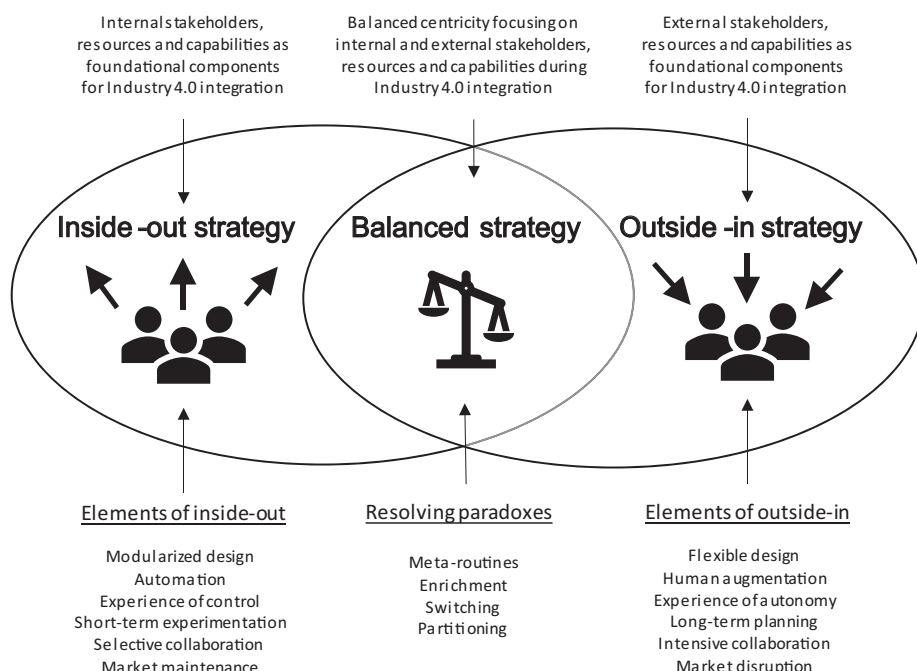 Internal stakeholders,
resources and capabilities as
foundational components
for Industry 4.0 integration
Balanced centricity focusing on
internal and external stakeholders,
resources and capabilities during
Industry 4.0 integration
External stakeholders,
resources and capabilities as
foundational components
for Industry 4.0 integration
Inside-out strategy
Balanced strategy
Outside-in strategy
Elements of inside-out
Modularized design
Automation
Experience of control
Short-term experimentation
Selective collaboration
Market maintenance
Resolving paradoxes
Meta-routines
Enrichment
Switching
Partitioning
Elements of outside-in
Flexible design
Human augmentation
Experience of autonomy
Long-term planning
Intensive collaboration
Market disruption